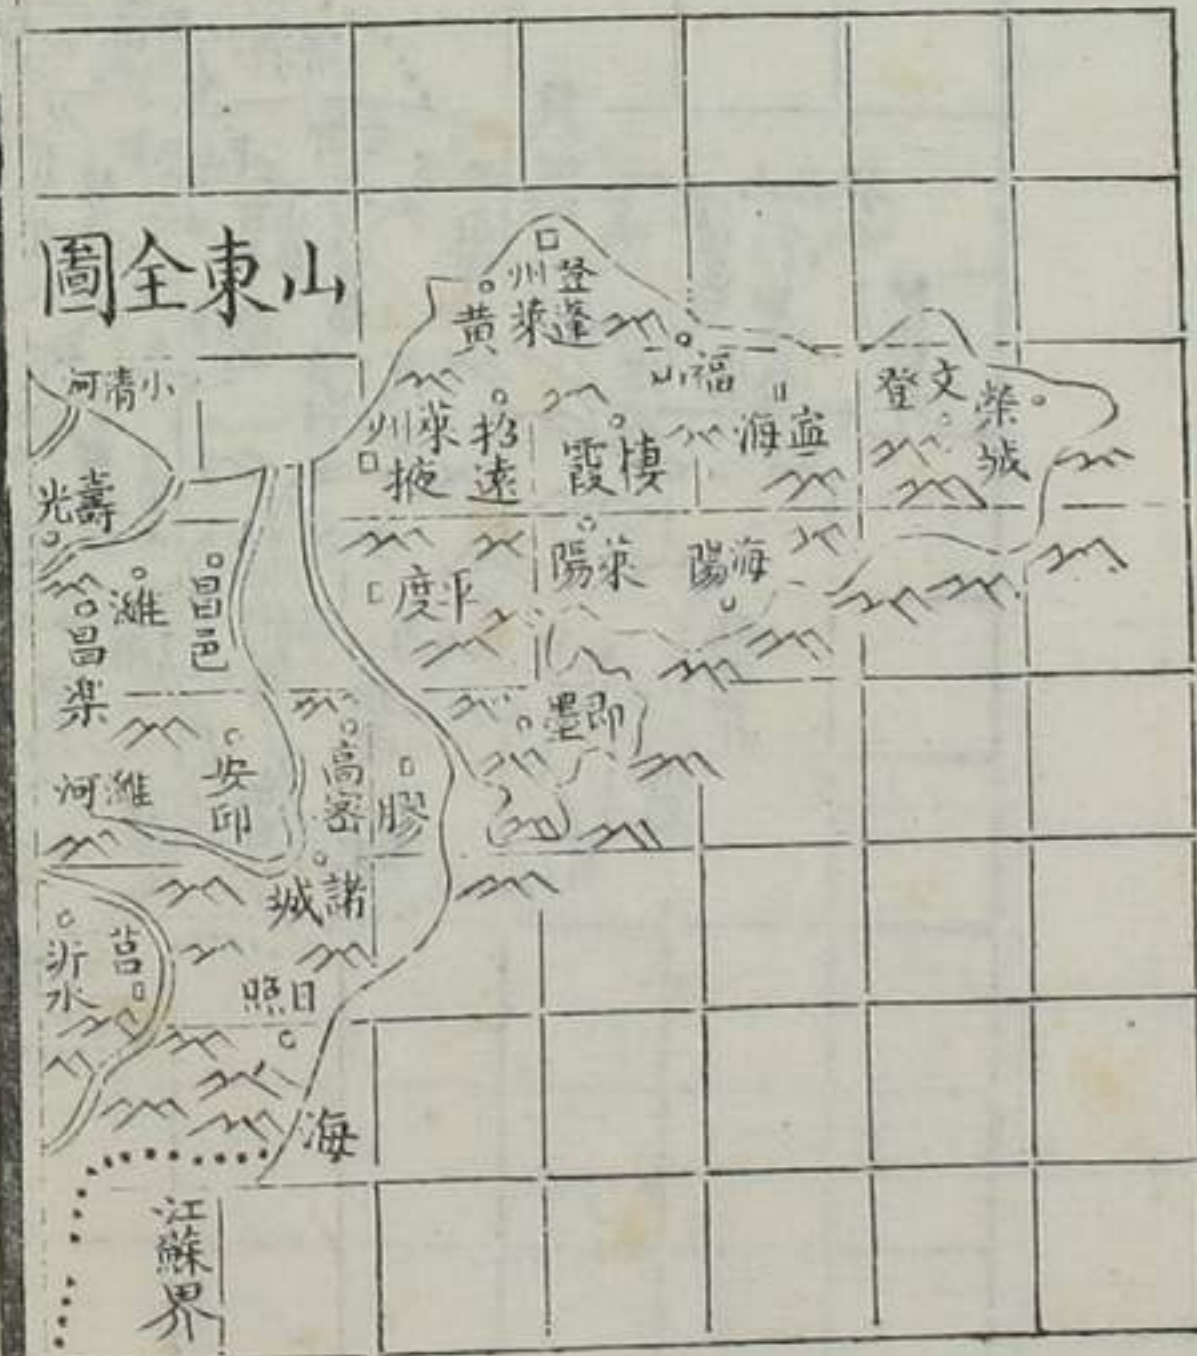 山東全圖
登州
蓬萊
黃
福山
文登
榮城
寧海
棲霞
招遠
萊州
掖
小清河
壽光
昌樂
濰
昌邑
平度
萊陽
海陽
即墨
膠
高密
安邱
濰河
諸城
莒
沂水
日照
海
江蘇界